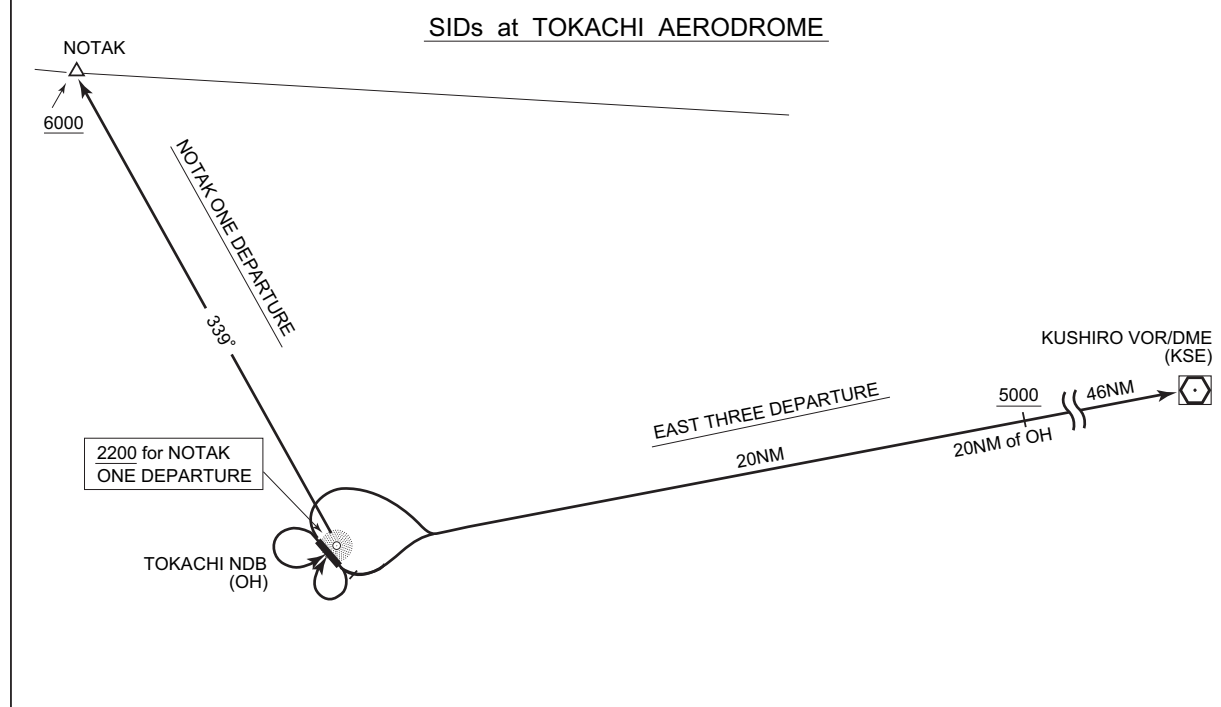 SIDs at TOKACHI AERODROME
NOTAK
6000
NOTAK ONE DEPARTURE
339°
KUSHIRO VOR/DME
(KSE)
46NM
5000
EAST THREE DEPARTURE
20NM
20NM of OH
2200 for NOTAK
ONE DEPARTURE
TOKACHI NDB
(OH)